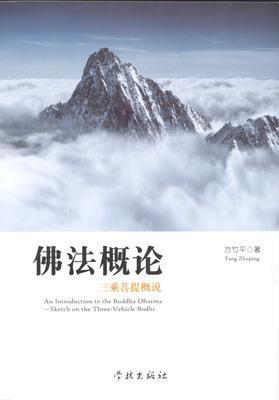 方竹平◎著
Fang Zhuping
佛法概论
三乘菩提概说
An Introduction to the Buddha Dharma
—Sketch on the Three-Vehicle Bodhi
学林出版社